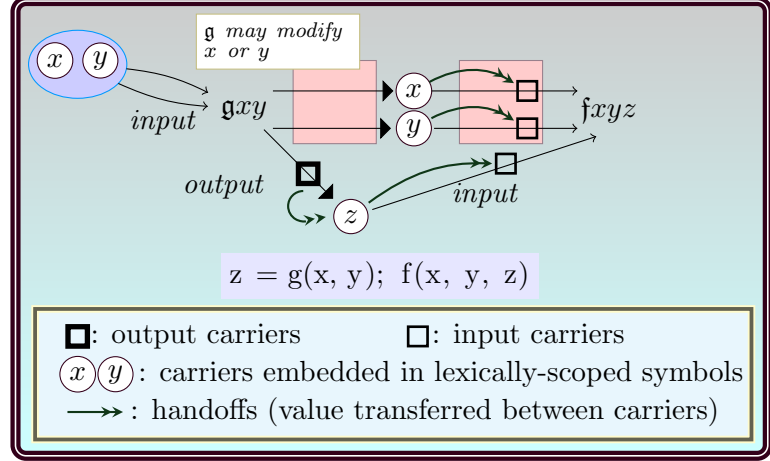 𝔤 may modify
x or y
x y
input
𝔤xy
x
y
𝔣xyz
output
z
input
z = g(x, y); f(x, y, z)
: output carriers : input carriers
x y : carriers embedded in lexically-scoped symbols
: handoffs (value transferred between carriers)